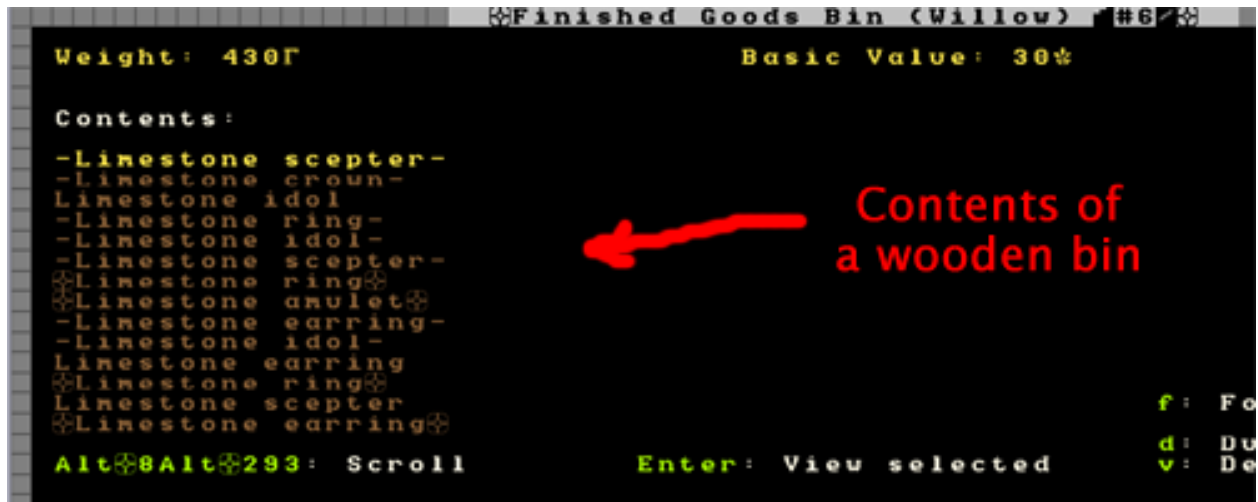 Finished Goods Bin (Willow) #6
Weight: 430Γ Basic Value: 30☼
Contents:
-Limestone scepter-
-Limestone crown-
Limestone idol
-Limestone ring-
-Limestone idol-
-Limestone scepter-
⌖Limestone ring⌖
⌖Limestone amulet⌖
-Limestone earring-
-Limestone idol-
Limestone earring
⌖Limestone ring⌖
Limestone scepter
⌖Limestone earring⌖
Contents of
a wooden bin
f: Fo
d: Du
Alt⌖8Alt⌖293: Scroll Enter: View selected v: De